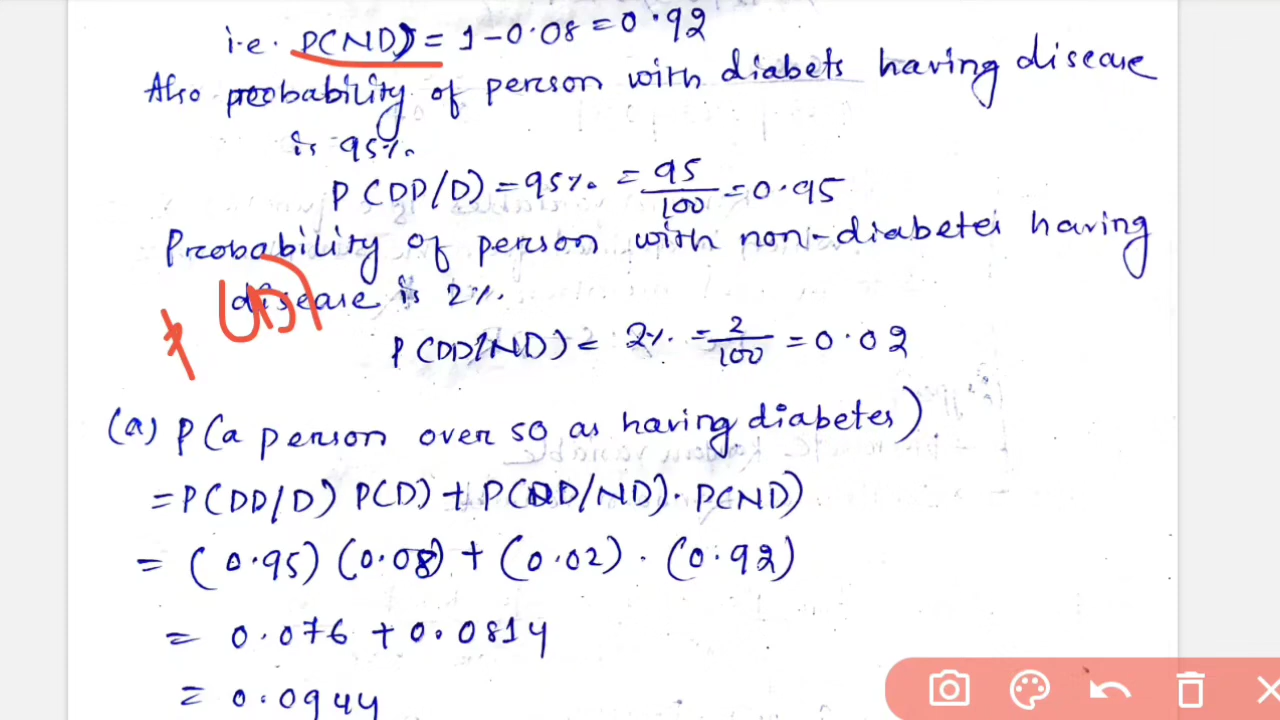 i.e. P(ND) = 1-0.08 = 0.92
Also probability of person with diabets having disease
is 95%.
P(DD/D) = 95% = 95/100 = 0.95
Probability of person with non-diabetes having
disease is 2%.
P(DD/ND) = 2% = 2/100 = 0.02
(a) P(a person over 50 as having diabetes).
= P(DD/D) P(D) + P(DD/ND). P(ND)
= (0.95) (0.08) + (0.02) . (0.92)
= 0.076 + 0.0814
= 0.0944